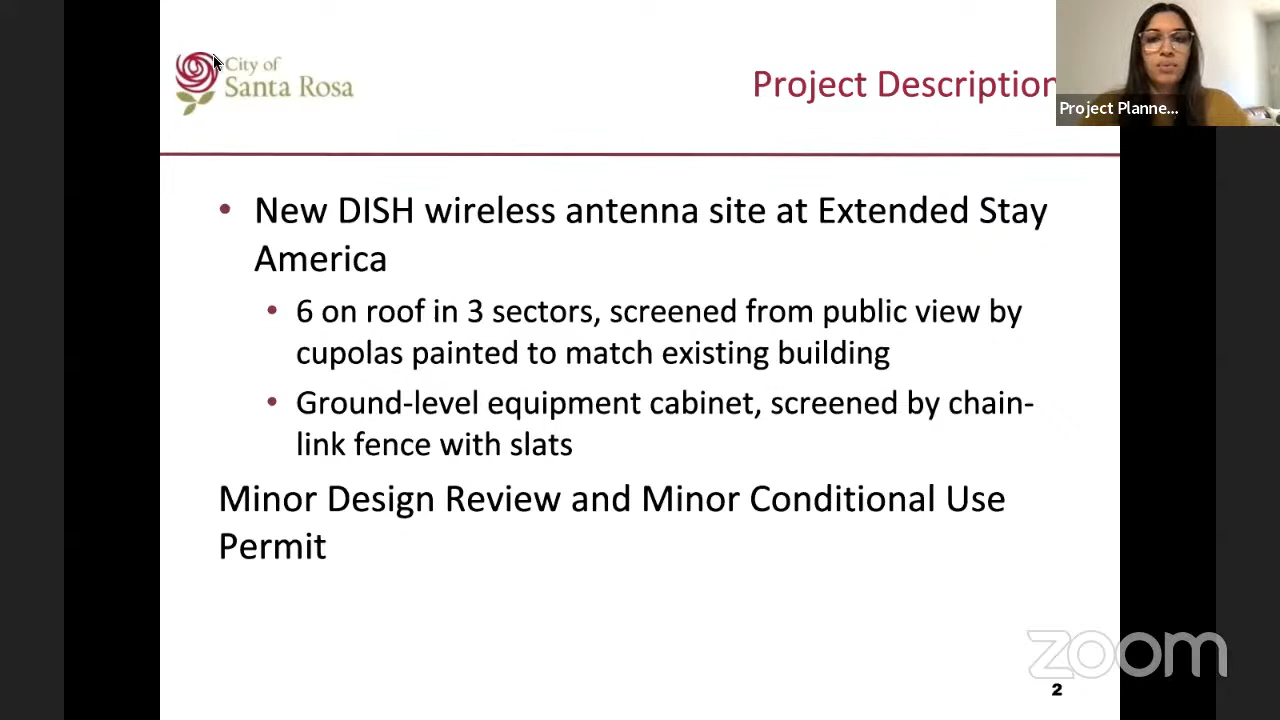 City of
Santa Rosa
Project Description
Project Planne...
• New DISH wireless antenna site at Extended Stay
America
• 6 on roof in 3 sectors, screened from public view by
cupolas painted to match existing building
• Ground-level equipment cabinet, screened by chain-
link fence with slats
Minor Design Review and Minor Conditional Use
Permit
zoom
2